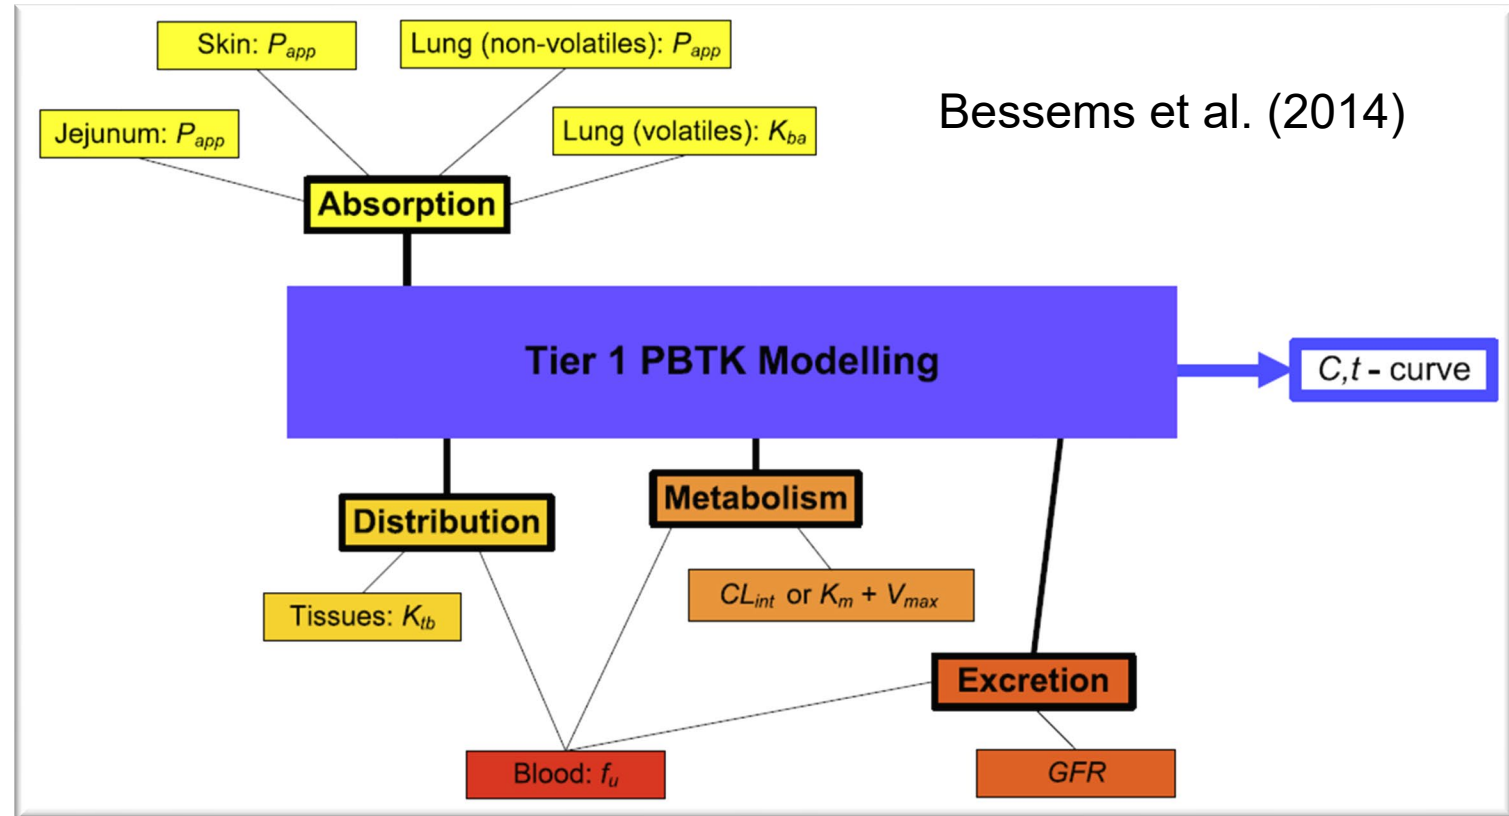 Skin: Papp
Lung (non-volatiles): Papp
Bessems et al. (2014)
Jejunum: Papp
Lung (volatiles): Kba
Absorption
Tier 1 PBTK Modelling
C,t - curve
Distribution
Metabolism
Tissues: Ktb
CLint or Km + Vmax
Excretion
Blood: fu
GFR